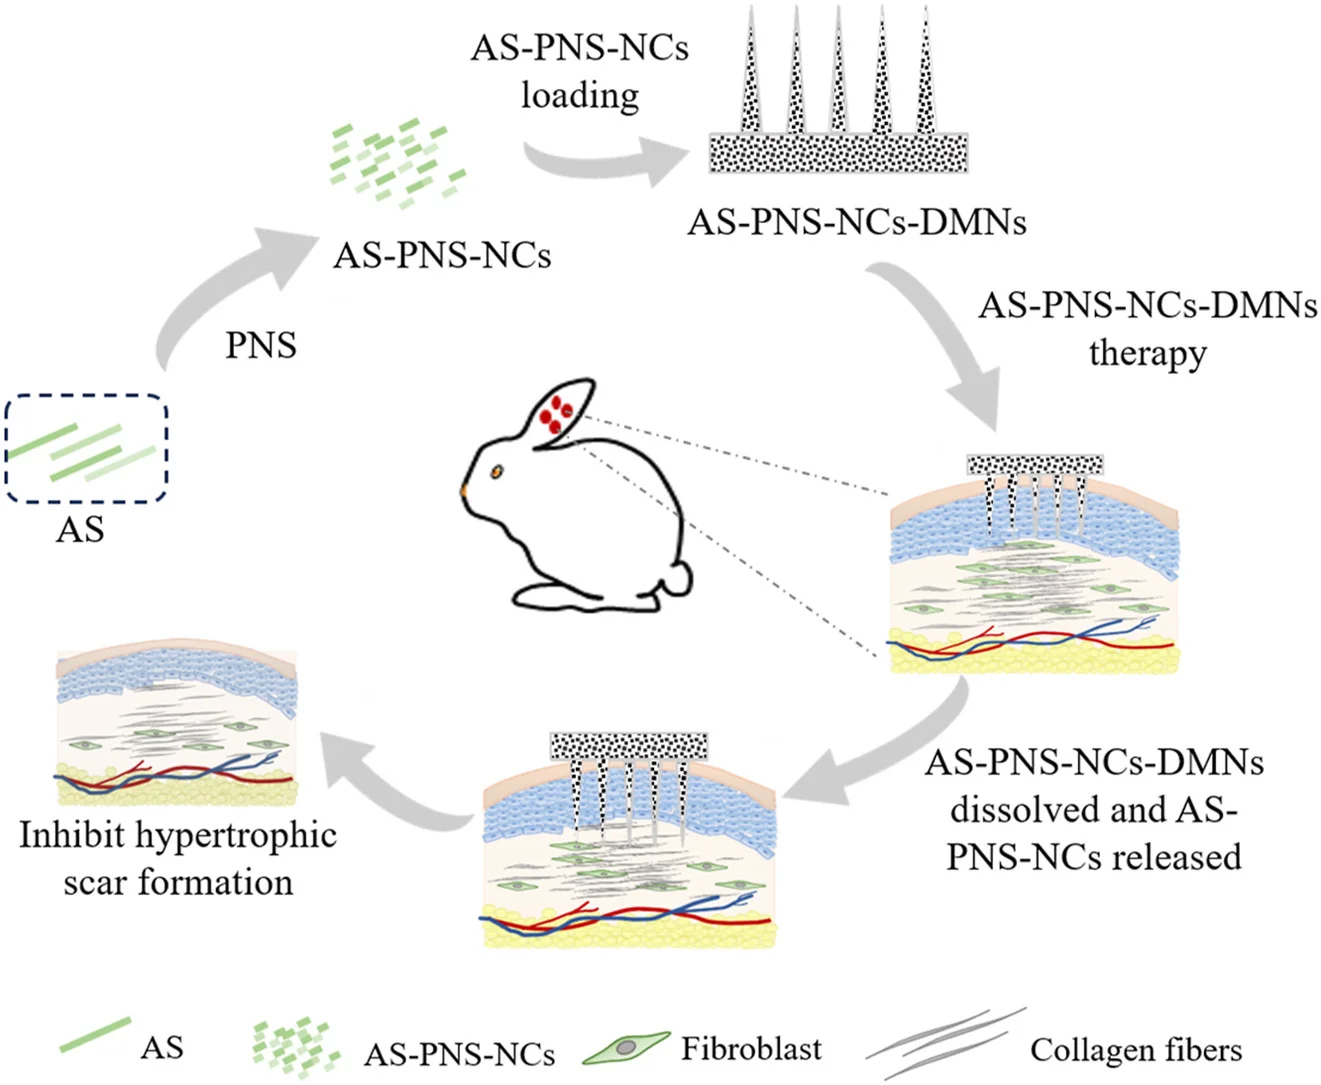 AS-PNS-NCs
loading
AS-PNS-NCs-DMNs
AS-PNS-NCs
PNS
AS
AS-PNS-NCs-DMNs
therapy
AS-PNS-NCs-DMNs
dissolved and AS-
PNS-NCs released
Inhibit hypertrophic
scar formation
AS
AS-PNS-NCs
Fibroblast
Collagen fibers